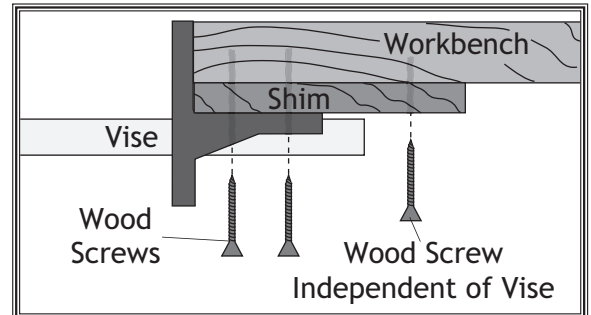 Workbench
Shim
Vise
Wood
Screws
Wood Screw
Independent of Vise